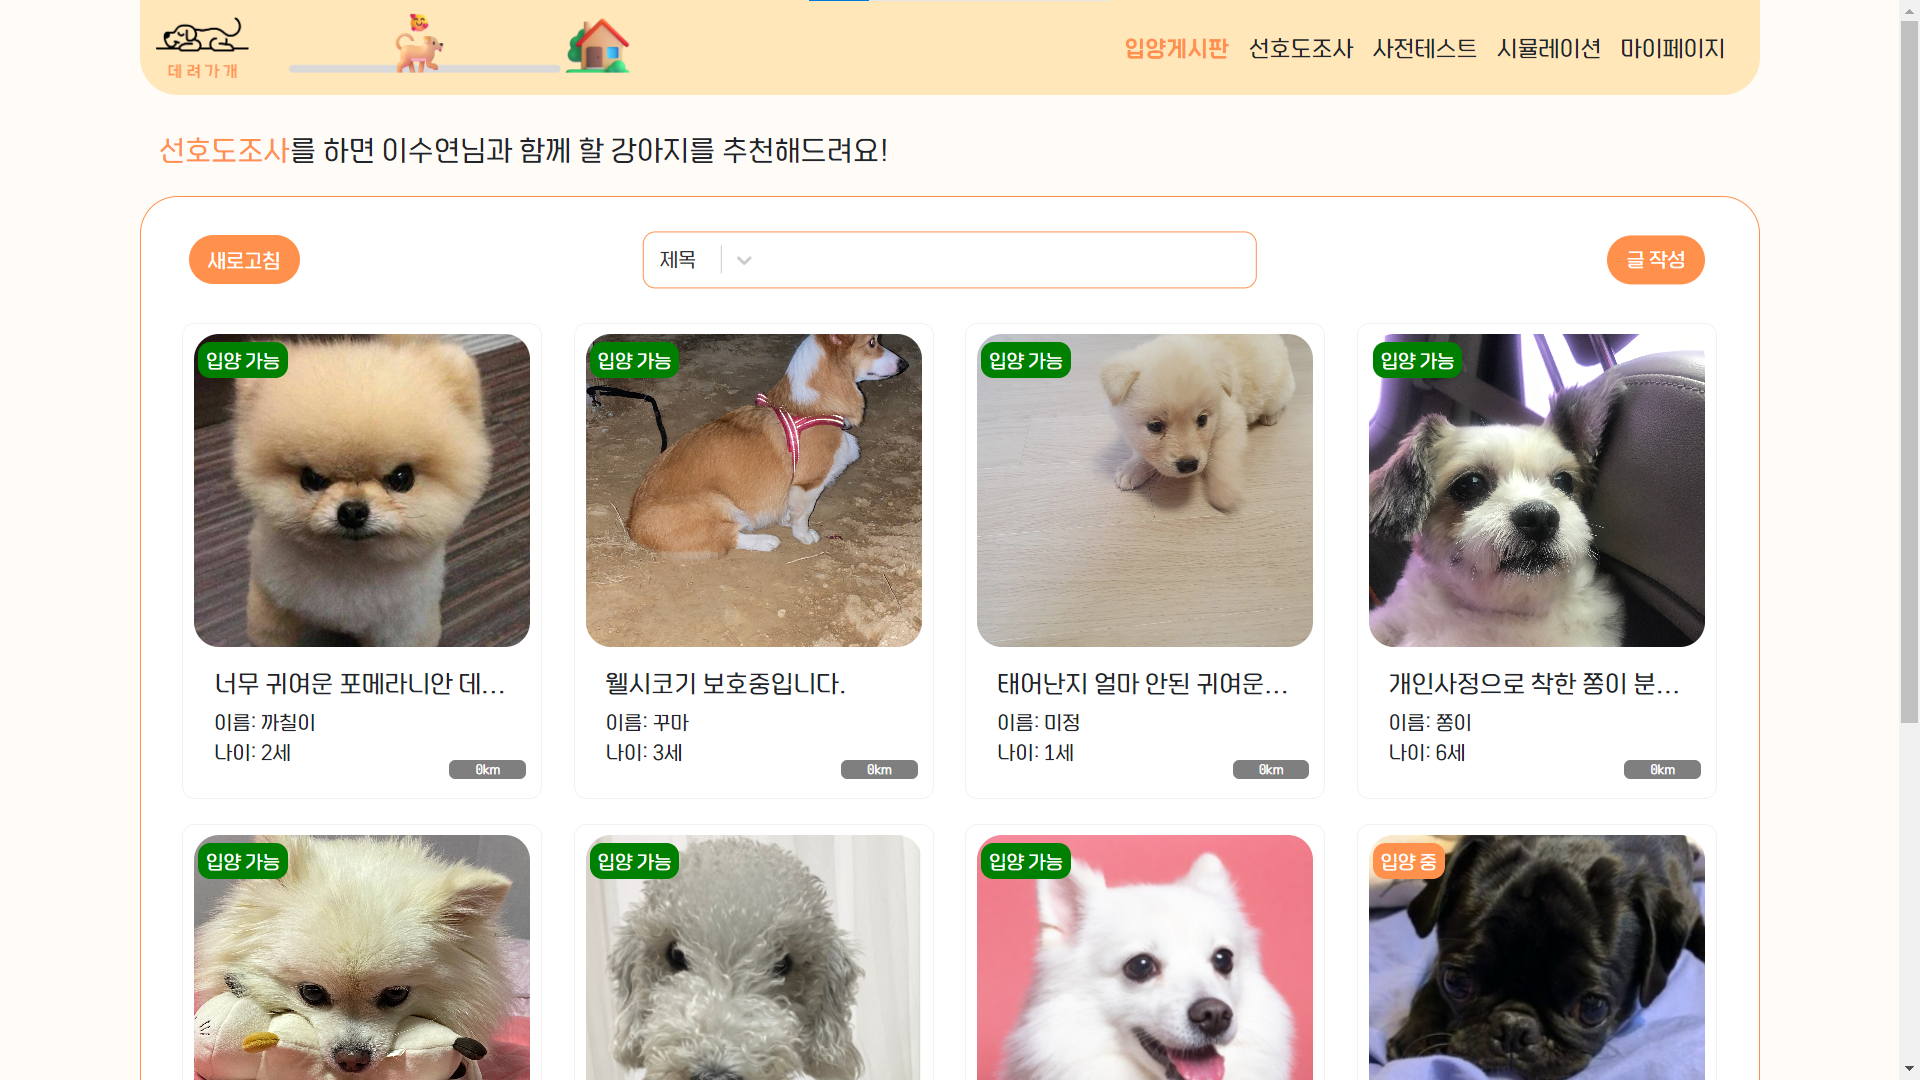 데려가개
입양게시판 선호도조사 사전테스트 시뮬레이션 마이페이지
선호도조사를 하면 이수연님과 함께 할 강아지를 추천해드려요!
새로고침
제목
글 작성
입양 가능
입양 가능
입양 가능
입양 가능
너무 귀여운 포메라니안 데...
이름: 까칠이
나이: 2세
0km
웰시코기 보호중입니다.
이름: 꾸마
나이: 3세
0km
태어난지 얼마 안된 귀여운...
이름: 미정
나이: 1세
0km
개인사정으로 착한 쫑이 분...
이름: 쫑이
나이: 6세
0km
입양 가능
입양 가능
입양 가능
입양 중